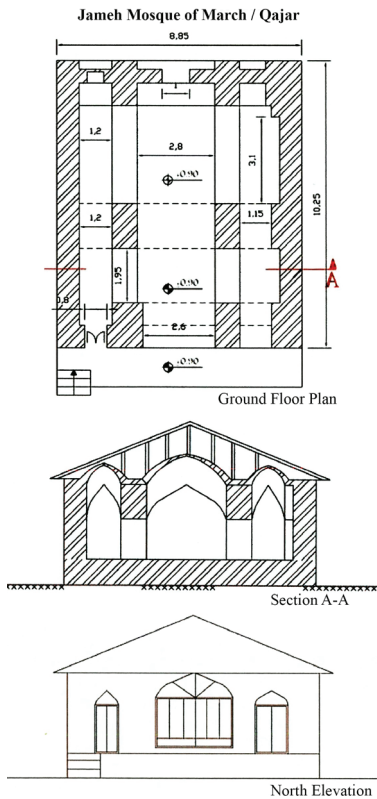 Jameh Mosque of March / Qajar
8,85
1
1,2
2,8
3,1
-0.90
10,25
1,2
1,15
1,95
-0.90
A
0,8
2,6
-0.90
Ground Floor Plan
Section A-A
North Elevation